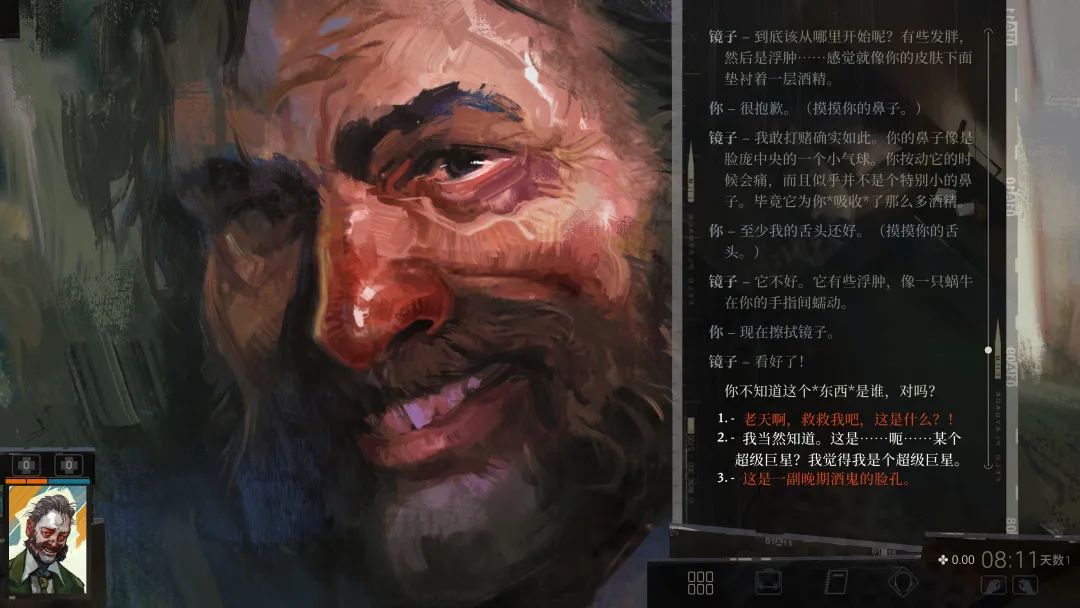 镜子 – 到底该从哪里开始呢？有些发胖，
然后是浮肿……感觉就像你的皮肤下面
垫衬着一层酒精。
你 – 很抱歉。（摸摸你的鼻子。）
镜子 – 我敢打赌确实如此。你的鼻子像是
脸庞中央的一个小气球。你按动它的时
候会痛，而且似乎并不是个特别小的鼻
子。毕竟它为你*吸收*了那么多酒精。
你 – 至少我的舌头还好。（摸摸你的舌
头。）
镜子 – 它不好。它有些浮肿，像一只蜗牛
在你的手指间蠕动。
你 – 现在擦拭镜子。
镜子 – 看好了！
你不知道这个*东西*是谁，对吗？
1. - 老天啊，救救我吧，这是什么？！
2. - 我当然知道。这是……呃……某个
超级巨星？我觉得我是个超级巨星。
3. - 这是一副晚期酒鬼的脸孔。
0 0
0.00 08:11 天数1